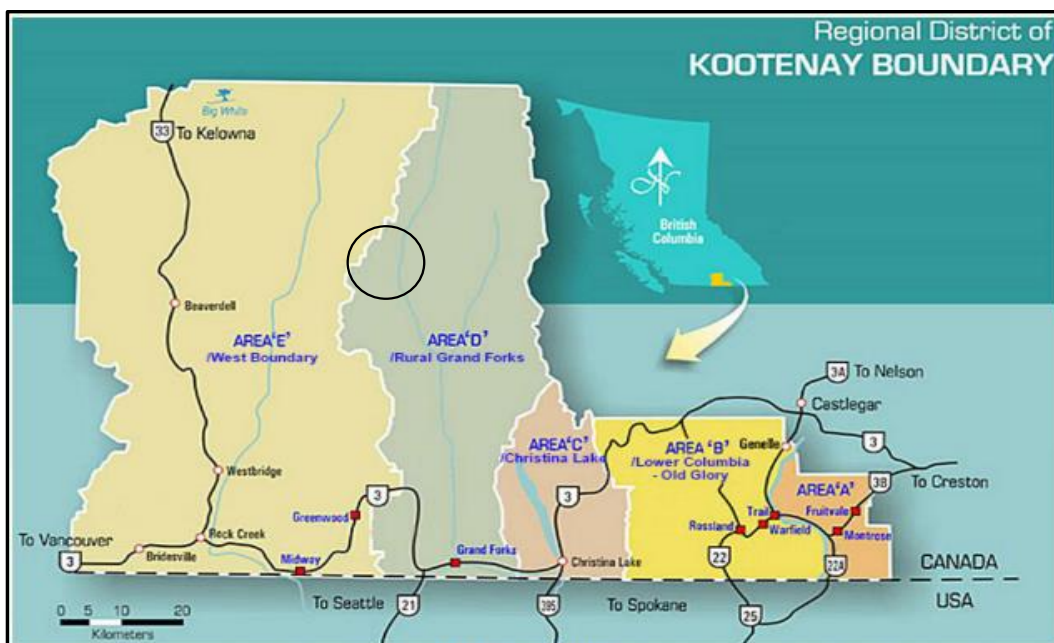 Regional District of
KOOTENAY BOUNDARY
Big White
33
To Kelowna
British
Columbia
Beaverdell
AREA 'E'
/West Boundary
AREA 'D'
/Rural Grand Forks
3A
To Nelson
Castlegar
AREA 'C'
/Christina Lake
AREA 'B'
/Lower Columbia
- Old Glory
Genelle
3
Westbridge
3
3
AREA 'A'
3B
To Creston
Greenwood
Trail
Fruitvale
Rossland
Warfield
Montrose
To Vancouver
Rock Creek
3
Bridesville
Midway
Grand Forks
Christina Lake
22
22A
CANADA
USA
To Seattle
21
395
To Spokane
25
0 5 10 20
Kilometers